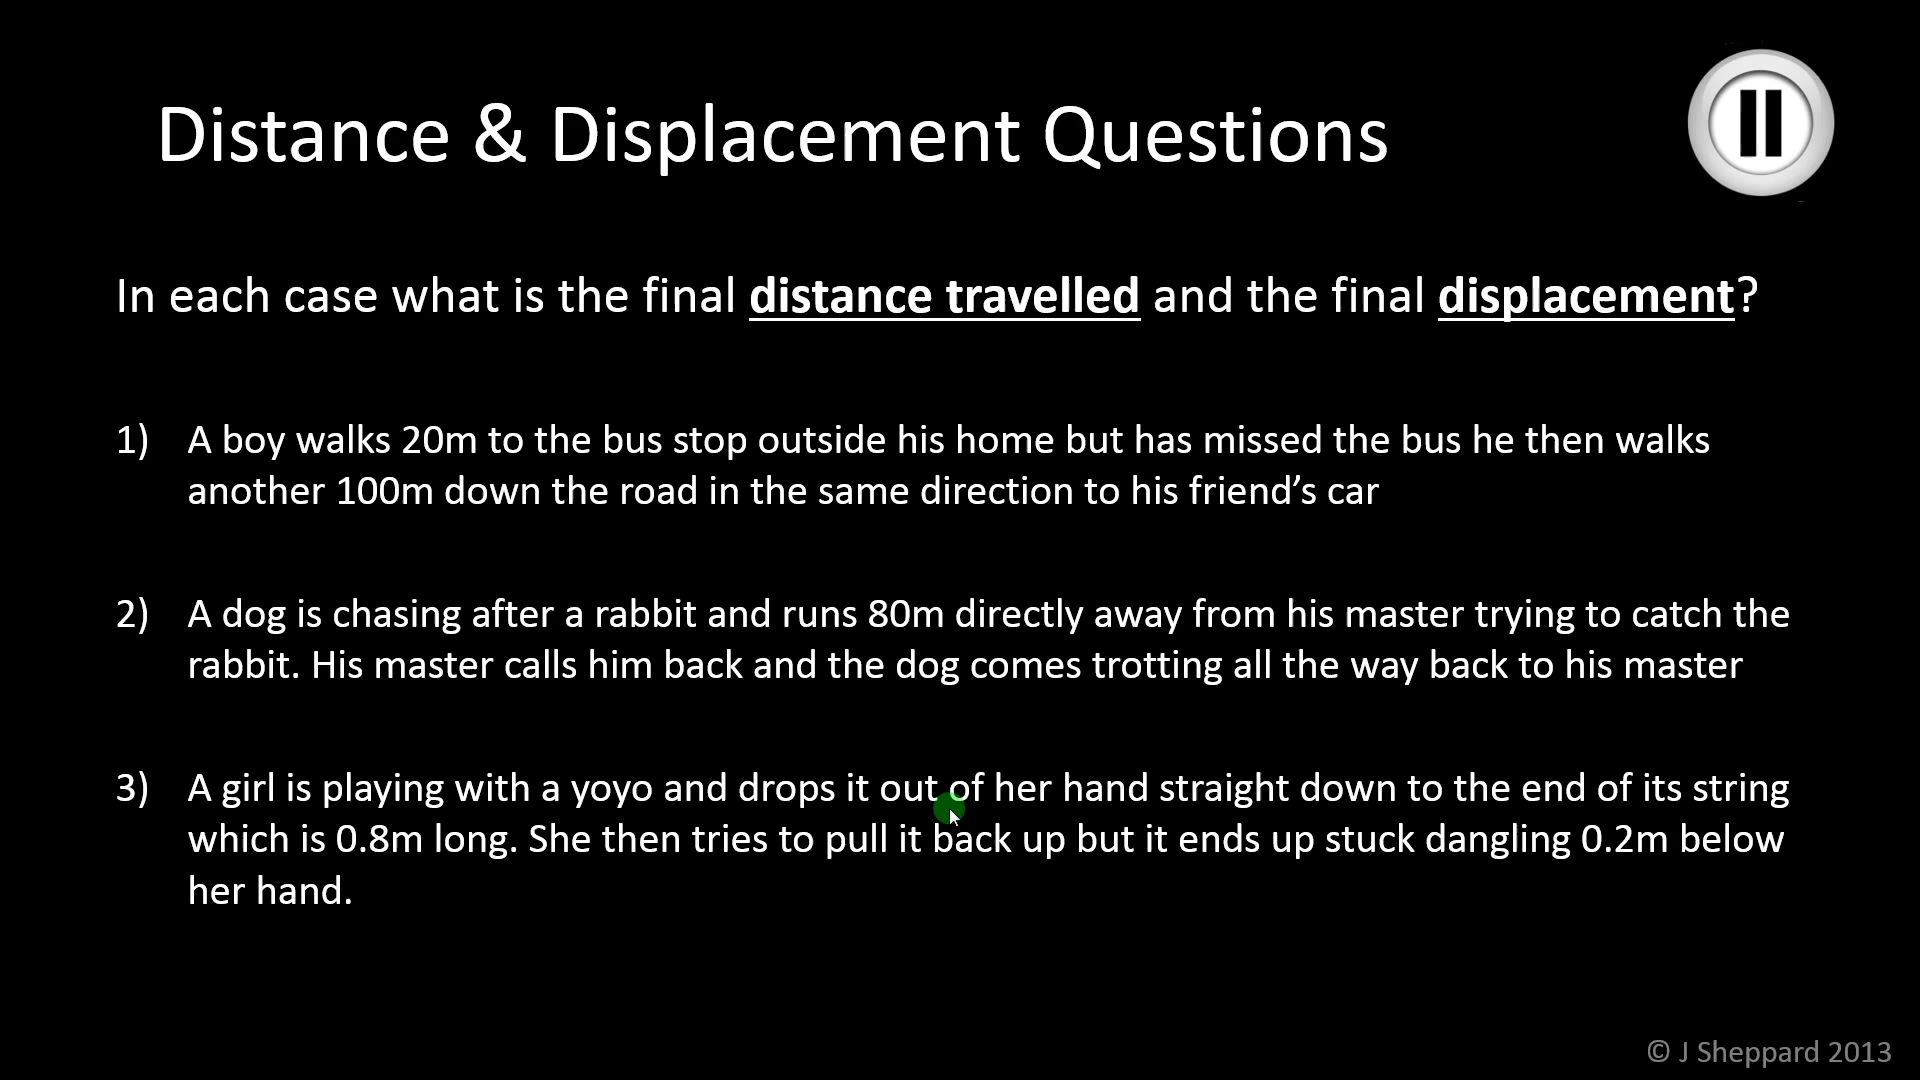 Distance & Displacement Questions
In each case what is the final distance travelled and the final displacement?
1) A boy walks 20m to the bus stop outside his home but has missed the bus he then walks
another 100m down the road in the same direction to his friend’s car
2) A dog is chasing after a rabbit and runs 80m directly away from his master trying to catch the
rabbit. His master calls him back and the dog comes trotting all the way back to his master
3) A girl is playing with a yoyo and drops it out of her hand straight down to the end of its string
which is 0.8m long. She then tries to pull it back up but it ends up stuck dangling 0.2m below
her hand.
© J Sheppard 2013